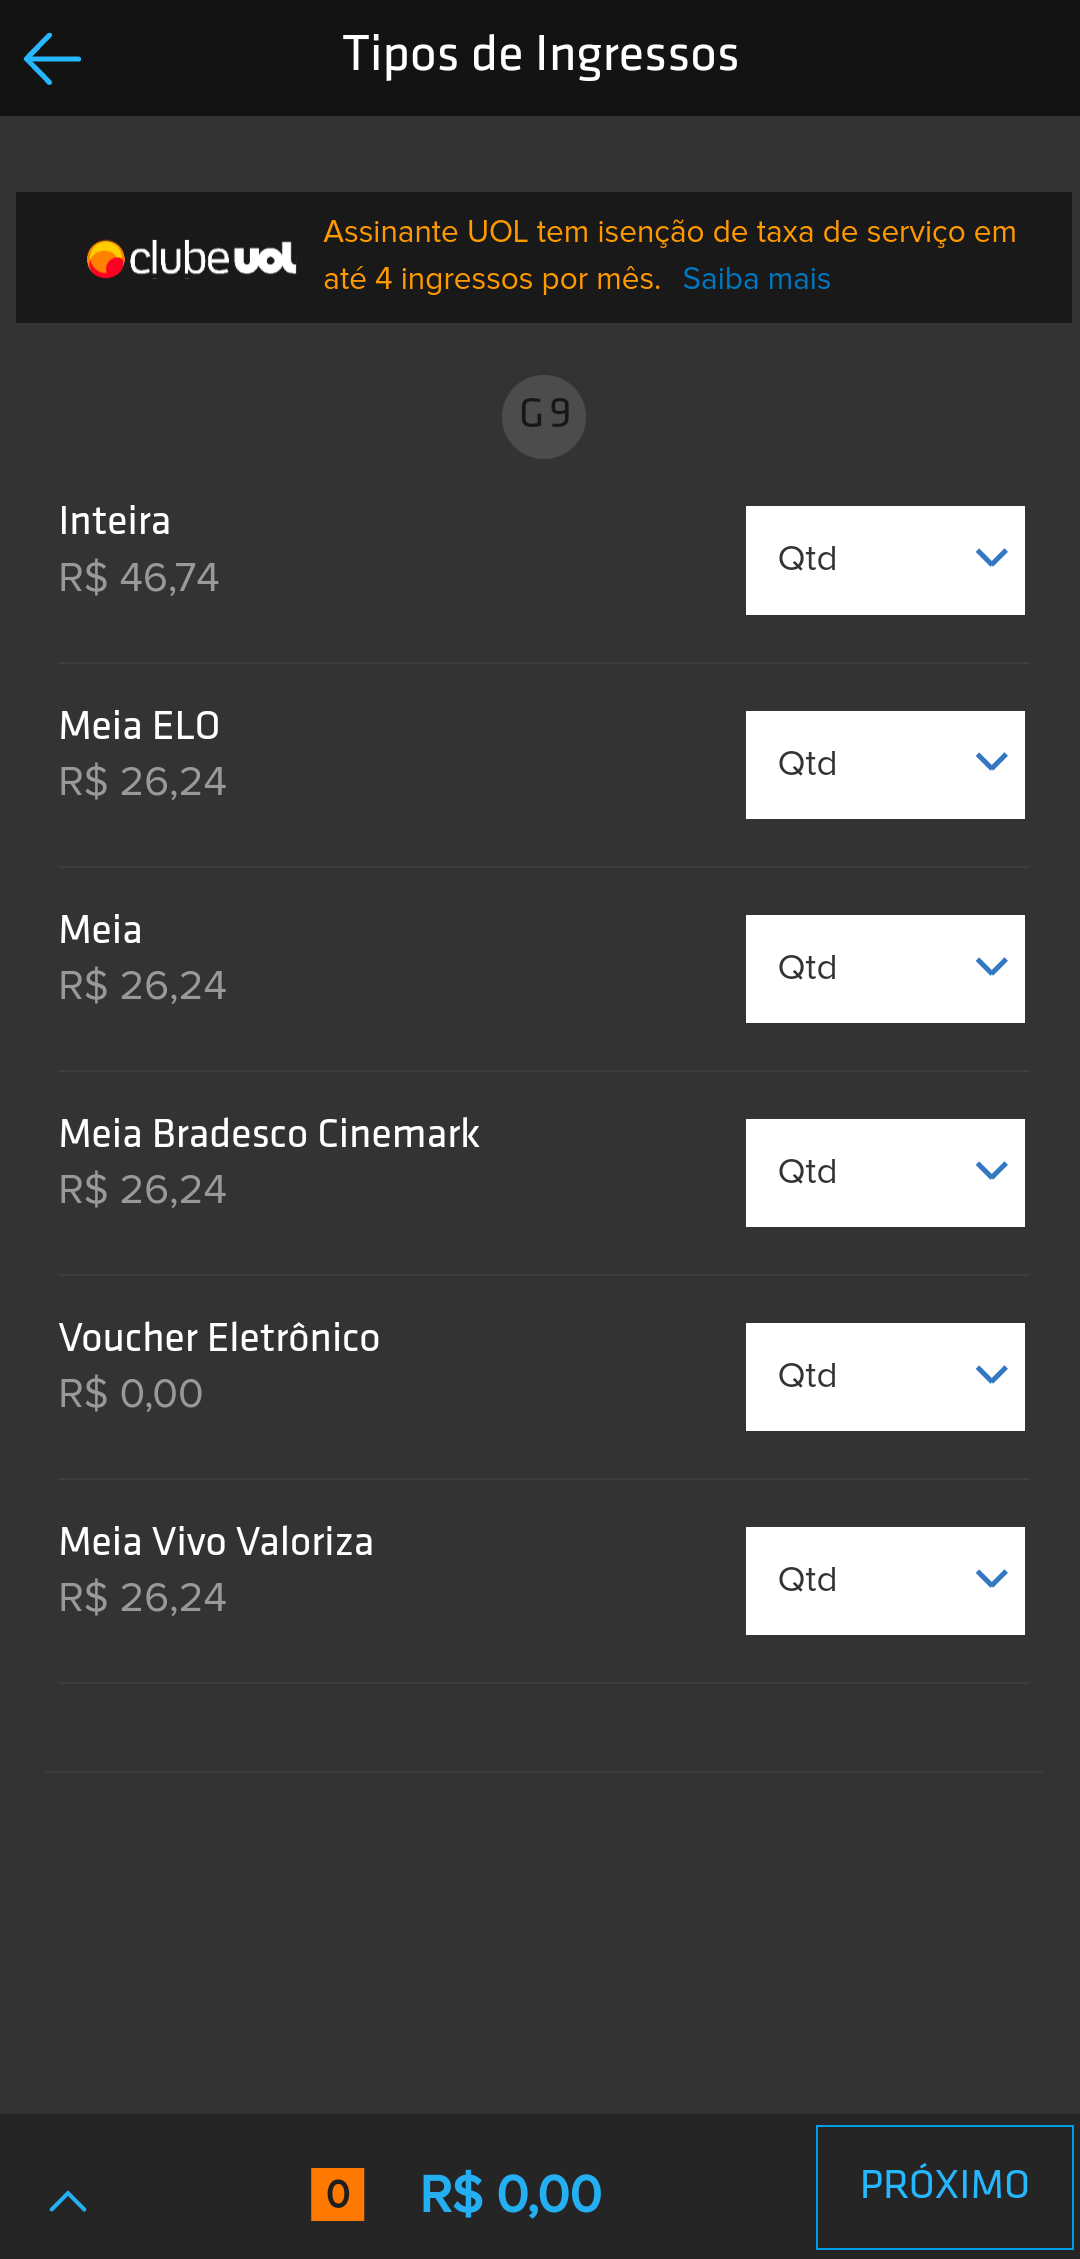 Tipos de Ingressos
clubeuol
Assinante UOL tem isenção de taxa de serviço em
até 4 ingressos por mês. Saiba mais
G9
Inteira
R$ 46,74
Qtd
Meia ELO
R$ 26,24
Qtd
Meia
R$ 26,24
Qtd
Meia Bradesco Cinemark
R$ 26,24
Qtd
Voucher Eletrônico
R$ 0,00
Qtd
Meia Vivo Valoriza
R$ 26,24
Qtd
0 R$ 0,00 PRÓXIMO